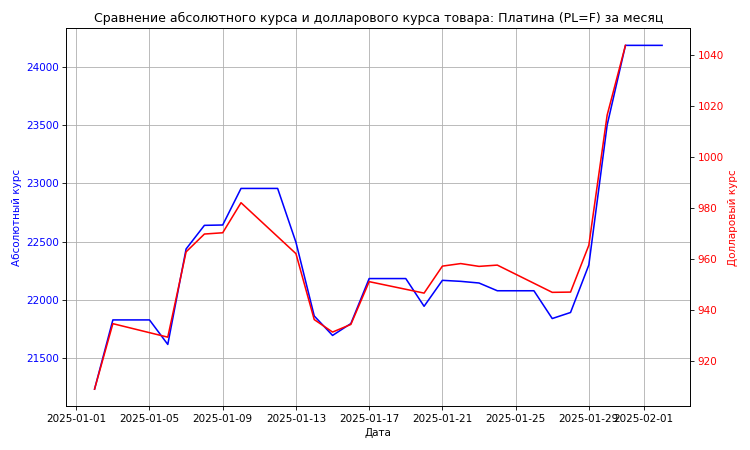 Сравнение абсолютного курса и долларового курса товара: Платина (PL=F) за месяц
Абсолютный курс
24000
23500
23000
22500
22000
21500
1040
1020
1000
980
960
940
920
Долларовый курс
2025-01-01 2025-01-05 2025-01-09 2025-01-13 2025-01-17 2025-01-21 2025-01-25 2025-01-29 2025-02-01
Дата